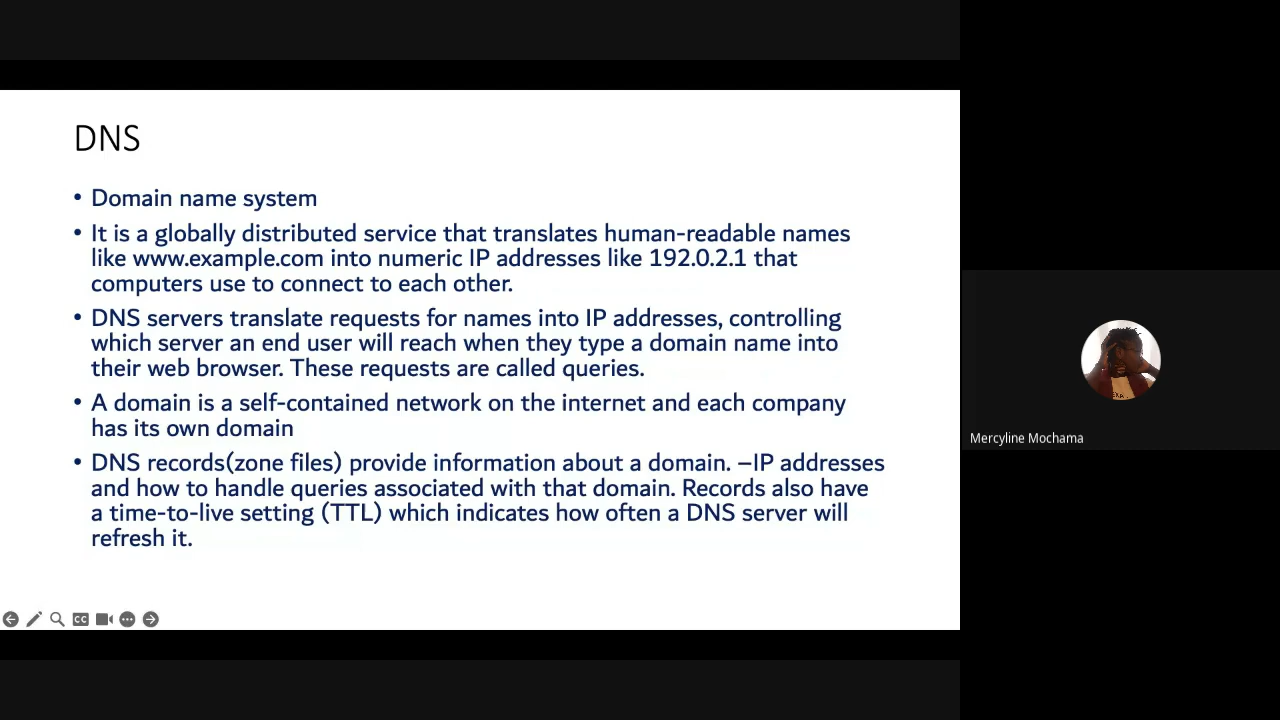 DNS
• Domain name system
• It is a globally distributed service that translates human-readable names
like www.example.com into numeric IP addresses like 192.0.2.1 that
computers use to connect to each other.
• DNS servers translate requests for names into IP addresses, controlling
which server an end user will reach when they type a domain name into
their web browser. These requests are called queries.
• A domain is a self-contained network on the internet and each company
has its own domain
• DNS records(zone files) provide information about a domain. –IP addresses
and how to handle queries associated with that domain. Records also have
a time-to-live setting (TTL) which indicates how often a DNS server will
refresh it.
CC
Mercyline Mochama